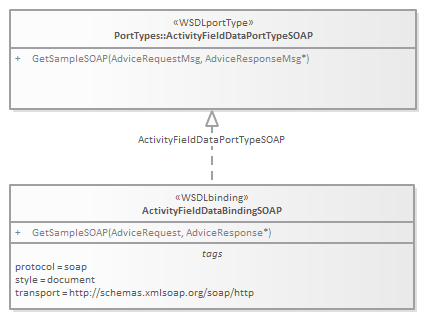 «WSDLportType»
PortTypes::ActivityFieldDataPortTypeSOAP
+ GetSampleSOAP(AdviceRequestMsg, AdviceResponseMsg*)
ActivityFieldDataPortTypeSOAP
«WSDLbinding»
ActivityFieldDataBindingSOAP
+ GetSampleSOAP(AdviceRequest, AdviceResponse*)
tags
protocol = soap
style = document
transport = http://schemas.xmlsoap.org/soap/http